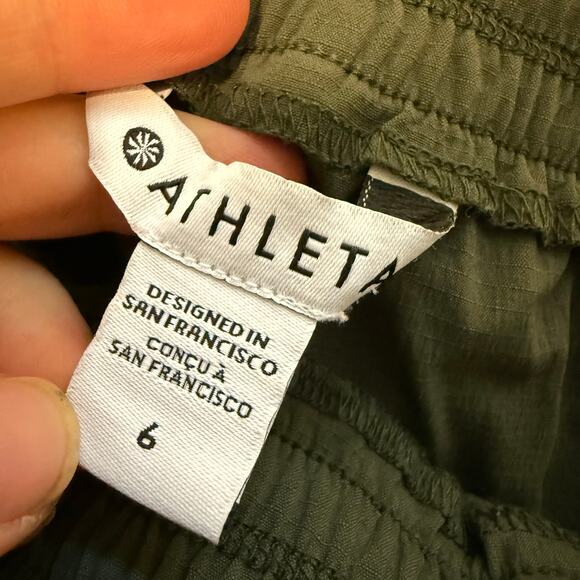 ATHLETA
DESIGNED IN
SAN FRANCISCO
CONÇU À
SAN FRANCISCO
6